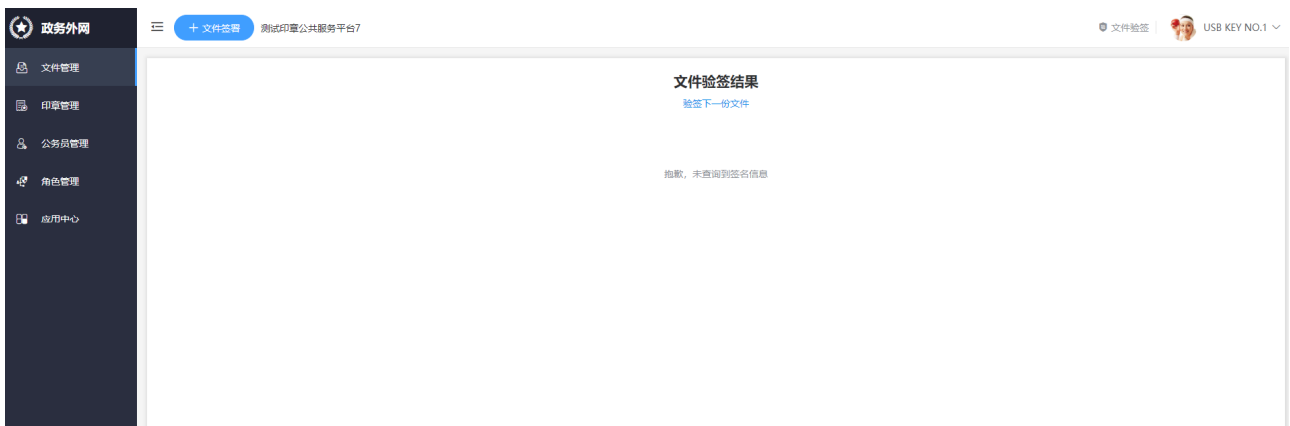 政务外网
文件签署
测试印章公共服务平台7
文件验签
USB KEY NO.1
文件管理
印章管理
公务员管理
角色管理
应用中心
文件验签结果
验签下一份文件
抱歉，未查询到签名信息